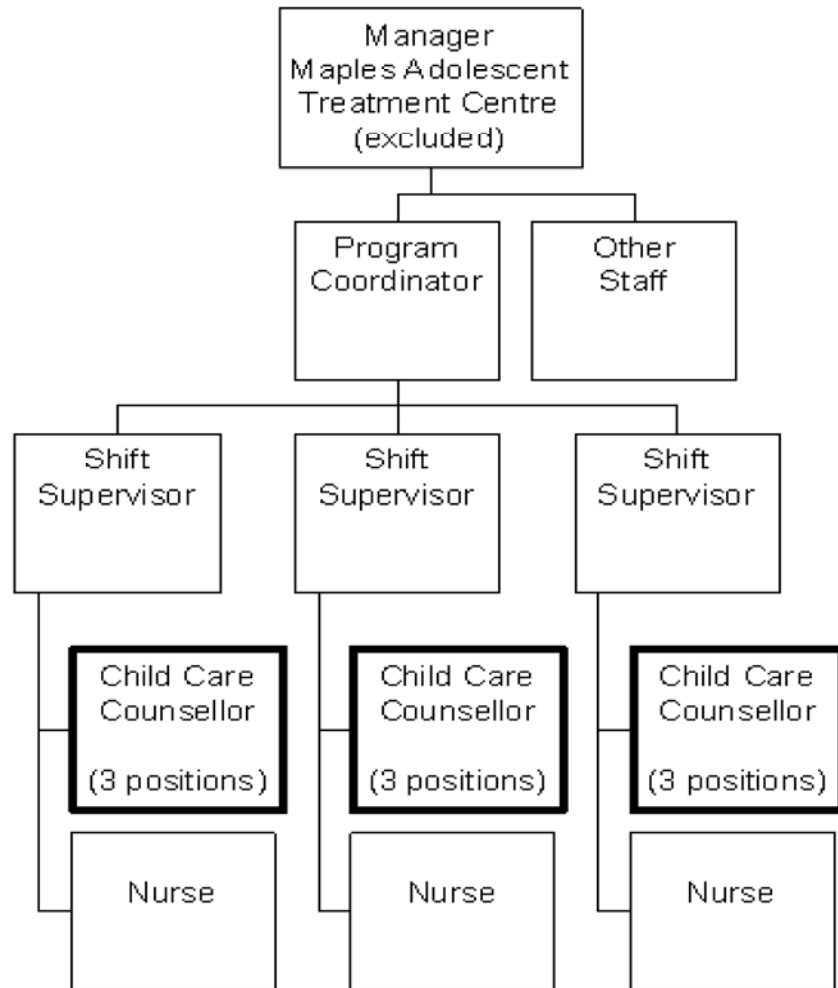 Manager
Maples Adolescent
Treatment Centre
(excluded)
Program
Coordinator
Other
Staff
Shift
Supervisor
Shift
Supervisor
Shift
Supervisor
Child Care
Counsellor
(3 positions)
Child Care
Counsellor
(3 positions)
Child Care
Counsellor
(3 positions)
Nurse
Nurse
Nurse